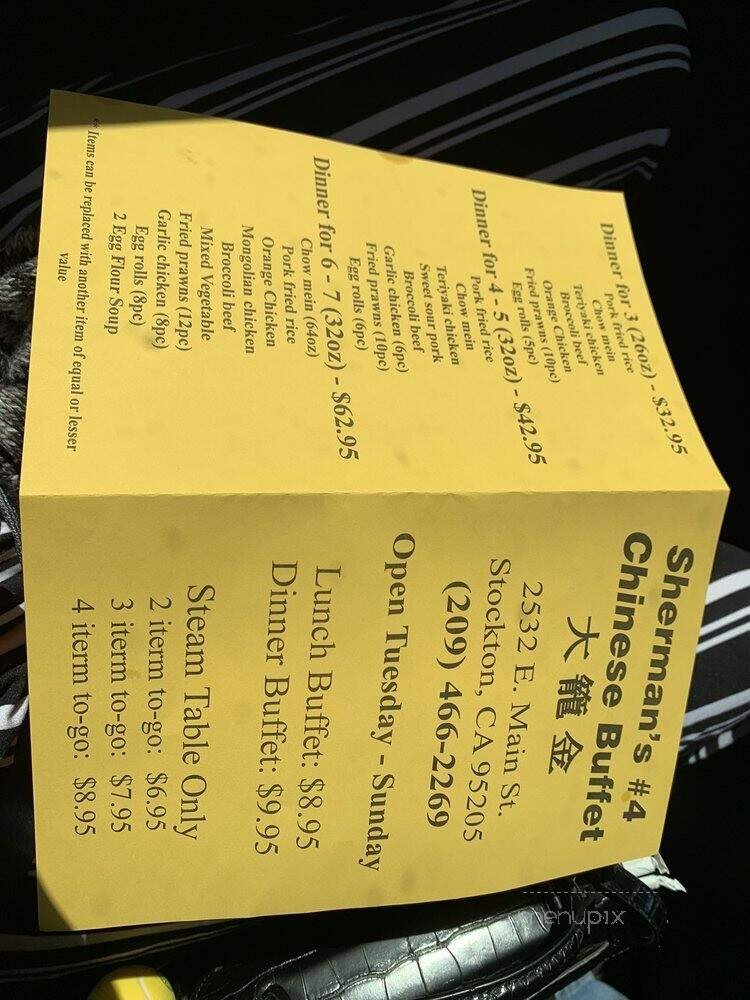 Dinner for 3 (26oz) - $32.95
Pork fried rice
Chow mein
Teriyaki chicken
Broccoli beef
Orange Chicken
Fried prawns (10pc)
Egg rolls (5pc)
Dinner for 4 - 5 (32oz) - $42.95
Pork fried rice
Chow mein
Teriyaki chicken
Sweet sour pork
Broccoli beef
Garlic chicken (6pc)
Fried prawns (10pc)
Egg rolls (6pc)
Dinner for 6 - 7 (32oz) - $62.95
Chow mein (64oz)
Pork fried rice
Orange Chicken
Mongolian chicken
Broccoli beef
Mixed Vegetable
Fried prawns (12pc)
Garlic chicken (8pc)
Egg rolls (8pc)
2 Egg Flour Soup
** Items can be replaced with another item of equal or lesser
value
Sherman's #4
Chinese Buffet
大籠金
2532 E. Main St.
Stockton, CA 95205
(209) 466-2269
Open Tuesday - Sunday
Lunch Buffet: $8.95
Dinner Buffet: $9.95
Steam Table Only
2 iterm to-go: $6.95
3 iterm to-go: $7.95
4 iterm to-go: $8.95
menupix